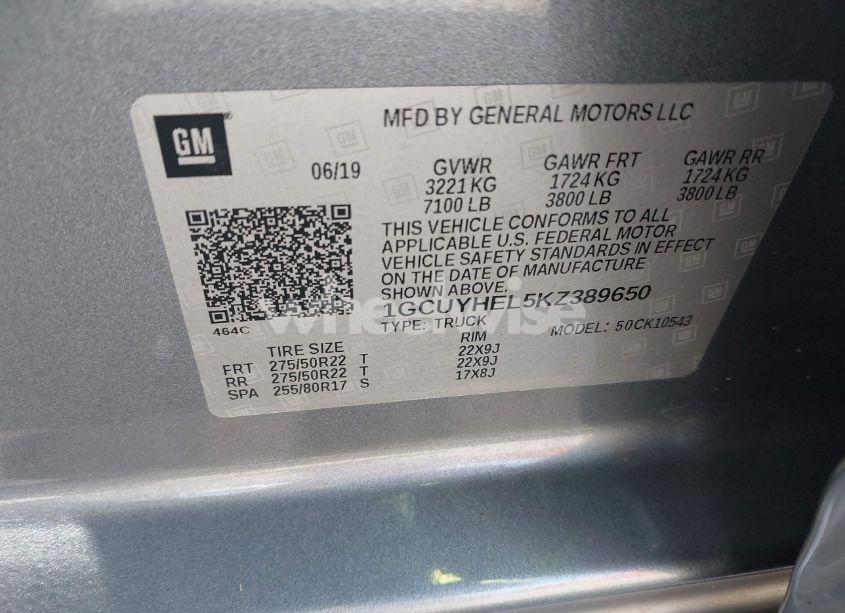 GM
MFD BY GENERAL MOTORS LLC
06/19
GVWR
3221 KG
7100 LB
GAWR FRT
1724 KG
3800 LB
GAWR RR
1724 KG
3800 LB
THIS VEHICLE CONFORMS TO ALL
APPLICABLE U.S. FEDERAL MOTOR
VEHICLE SAFETY STANDARDS IN EFFECT
ON THE DATE OF MANUFACTURE
SHOWN ABOVE.
1GCUYHEL5KZ389650
TYPE: TRUCK
MODEL: 50CK10543
464C
TIRE SIZE RIM
FRT 275/50R22 T 22X9J
RR 275/50R22 T 22X9J
SPA 255/80R17 S 17X8J
wheelwise